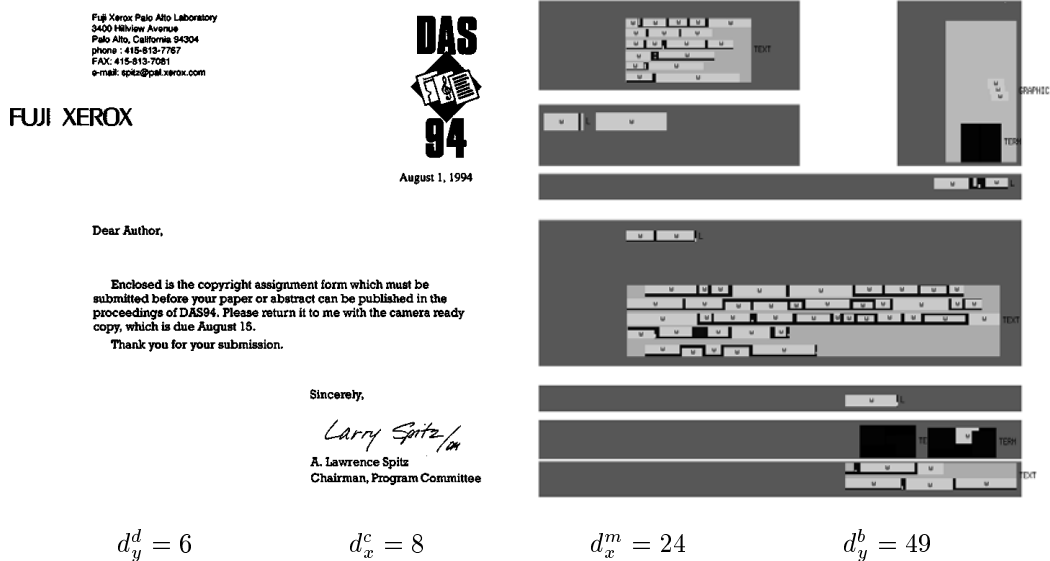 Fuji Xerox Palo Alto Laboratory
3400 Hillview Avenue
Palo Alto, California 94304
phone : 415-813-7767
FAX: 415-813-7081
e-mail: spitz@pal.xerox.com
FUJI XEROX
DAS
94
August 1, 1994
Dear Author,
Enclosed is the copyright assignment form which must be
submitted before your paper or abstract can be published in the
proceedings of DAS94. Please return it to me with the camera ready
copy, which is due August 15.
Thank you for your submission.
Sincerely,
Larry Spitz
A. Lawrence Spitz
Chairman, Program Committee
TEXT
GRAPHIC
TERM
L
L
L
TEXT
L
TE
TERM
TEXT
d_y^d = 6
d_x^c = 8
d_x^m = 24
d_y^b = 49